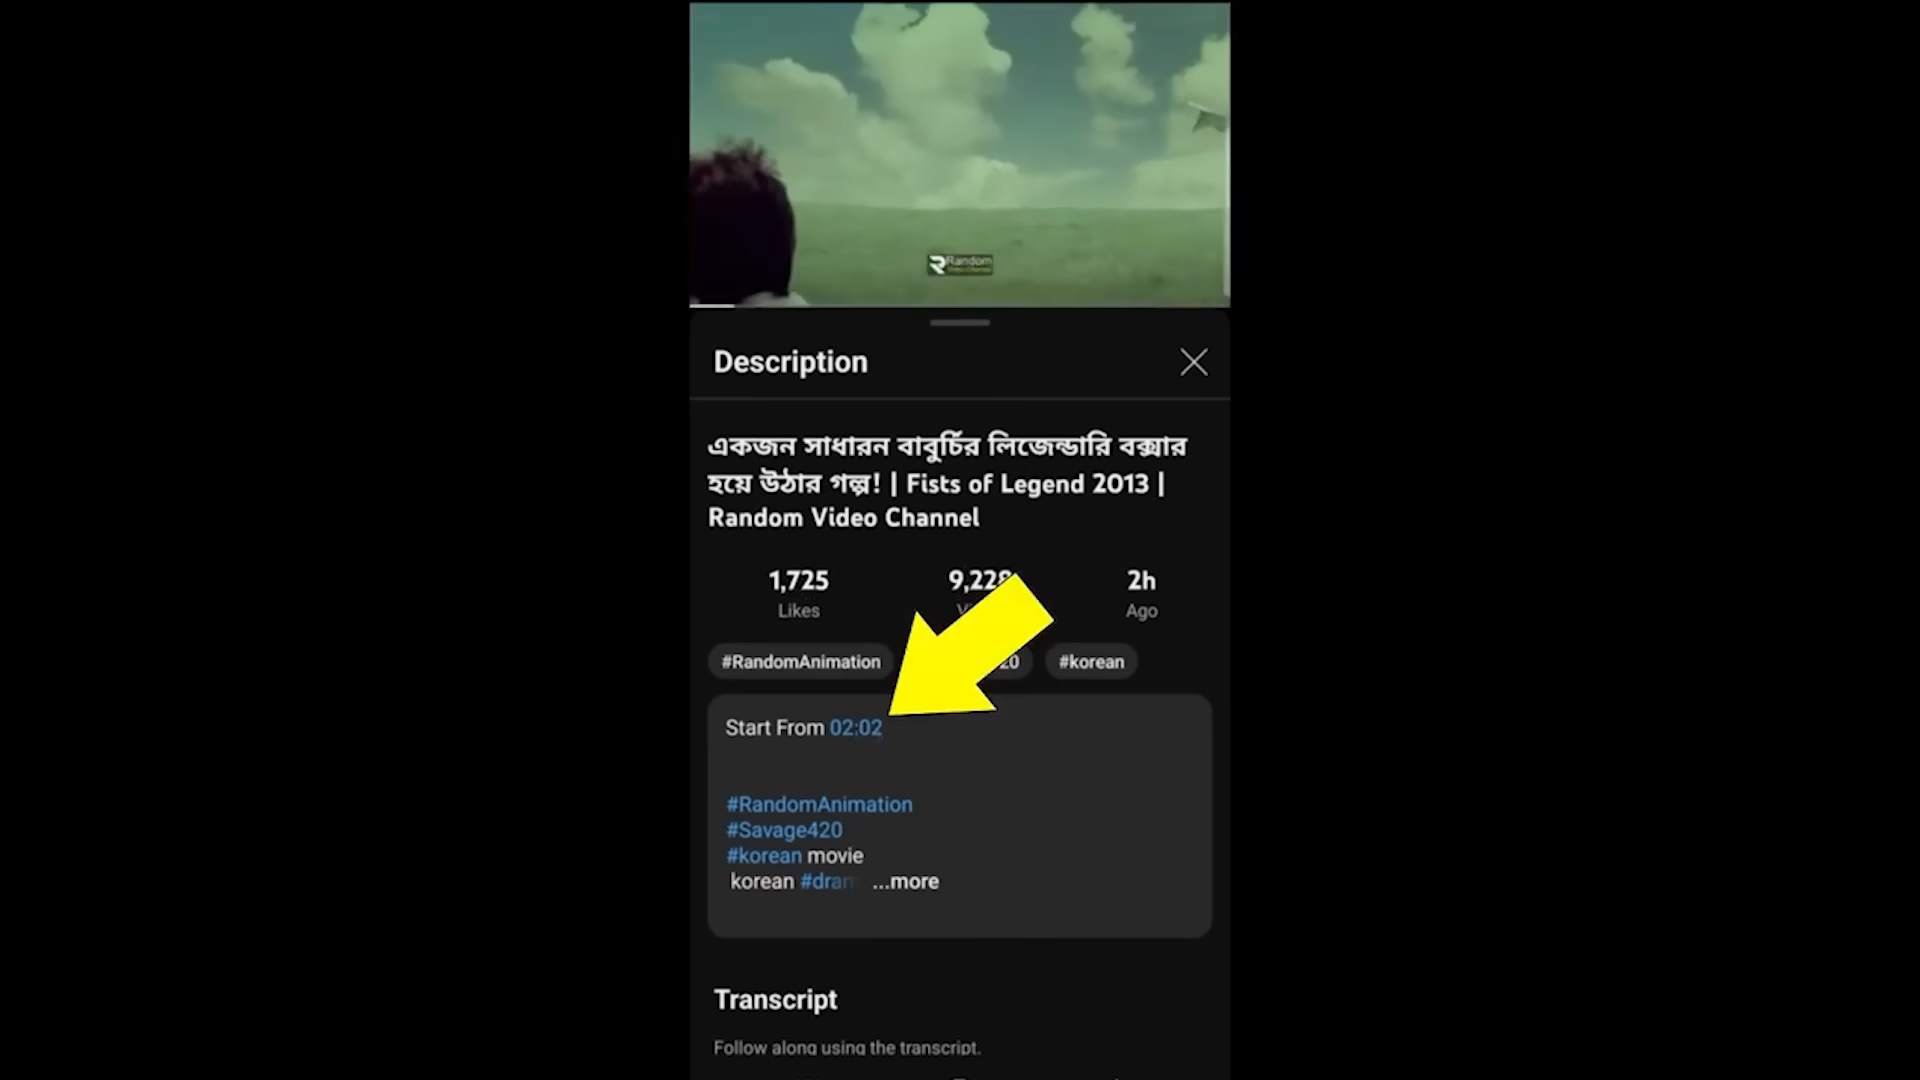 Random
Description
একজন সাধারন বাবুর্চির লিজেন্ডারি বক্সার
হয়ে উঠার গল্প! | Fists of Legend 2013 |
Random Video Channel
1,725 9,228 2h
Likes Ago
#RandomAnimation #korean
Start From 02:02
#RandomAnimation
#Savage420
#korean movie
korean #dram ...more
Transcript
Follow along using the transcript.